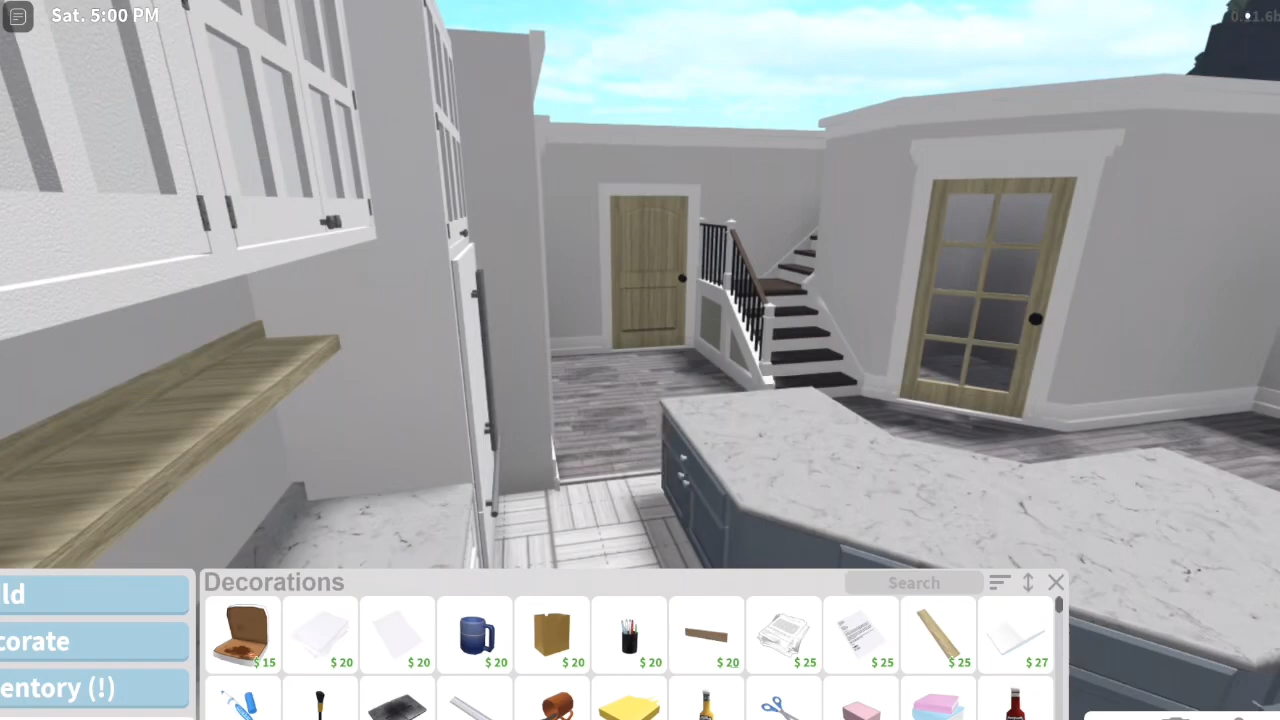 Sat. 5:00 PM
ld
Decorations
Search
corate
entory (!)
$15
$20
$20
$20
$20
$20
$20
$25
$25
$25
$27